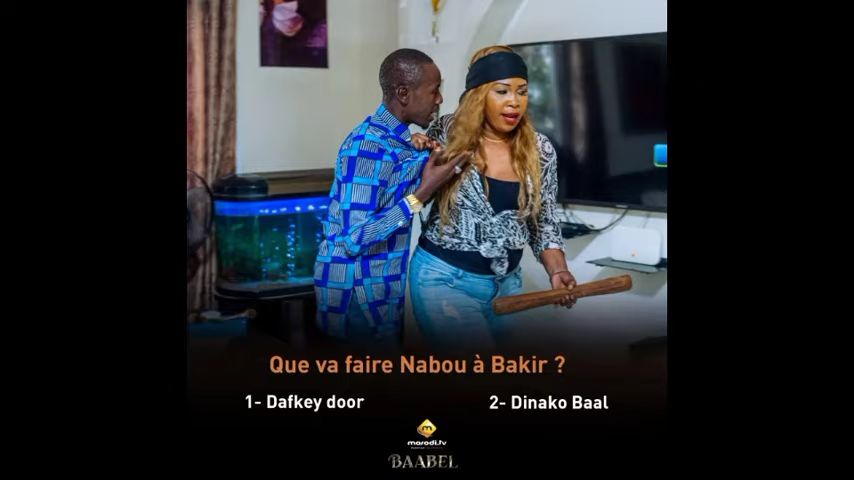 Que va faire Nabou à Bakir ?
1- Dafkey door
2- Dinako Baal
marodi.tv
BAABEL